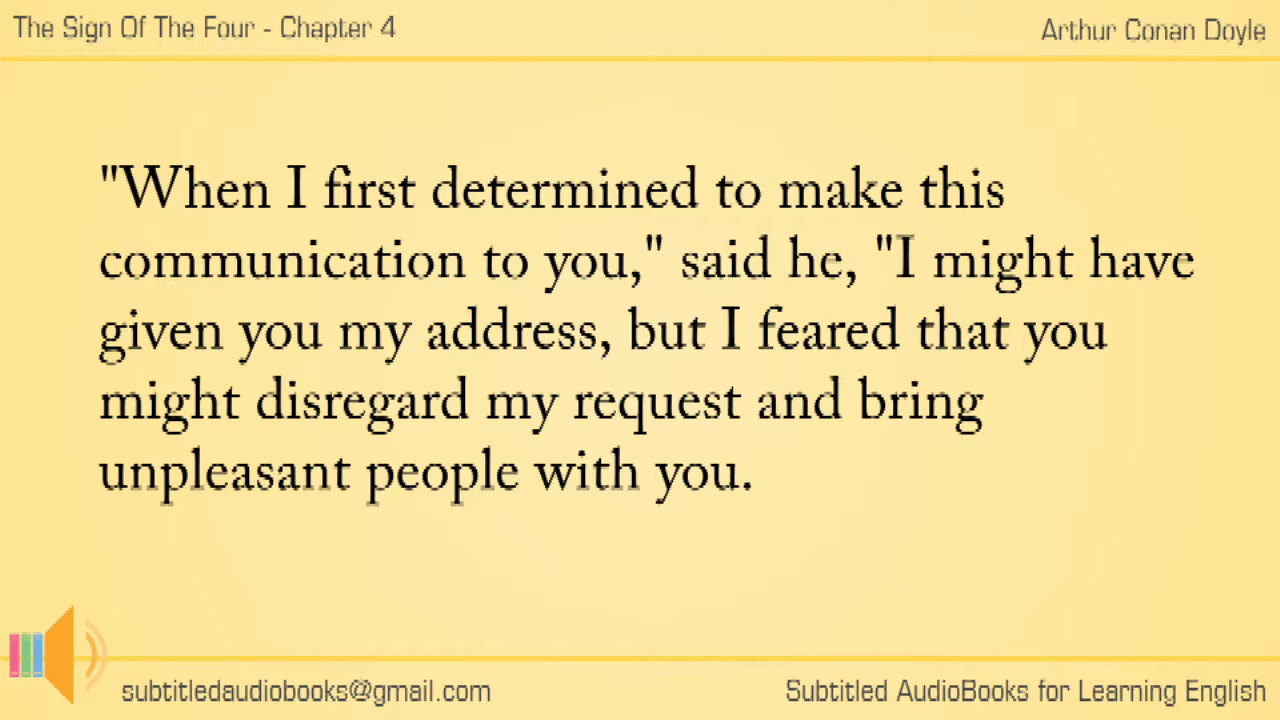 The Sign Of The Four - Chapter 4
Arthur Conan Doyle
"When I first determined to make this
communication to you," said he, "I might have
given you my address, but I feared that you
might disregard my request and bring
unpleasant people with you.
subtitledaudiobooks@gmail.com
Subtitled AudioBooks for Learning English